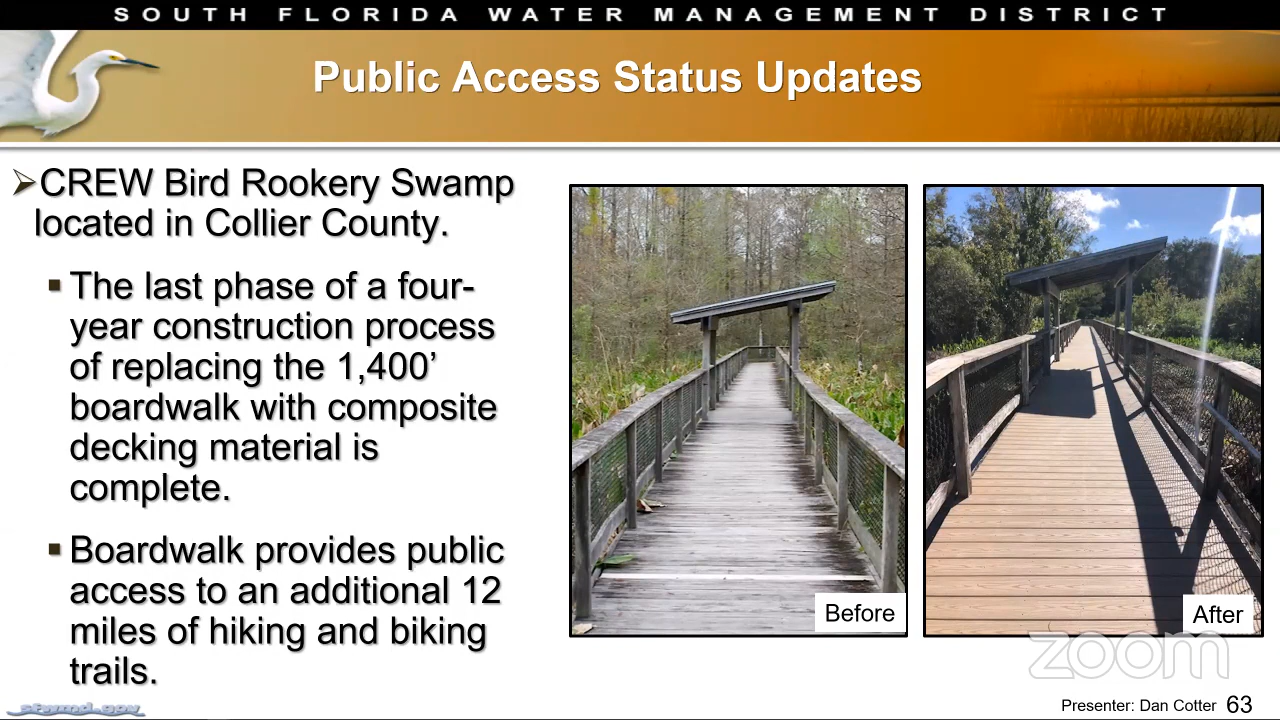 SOUTH FLORIDA WATER MANAGEMENT DISTRICT
Public Access Status Updates
CREW Bird Rookery Swamp
located in Collier County.
The last phase of a four-
year construction process
of replacing the 1,400’
boardwalk with composite
decking material is
complete.
Boardwalk provides public
access to an additional 12
miles of hiking and biking
trails.
Before
After
zoom
sfwmd.gov
Presenter: Dan Cotter 63